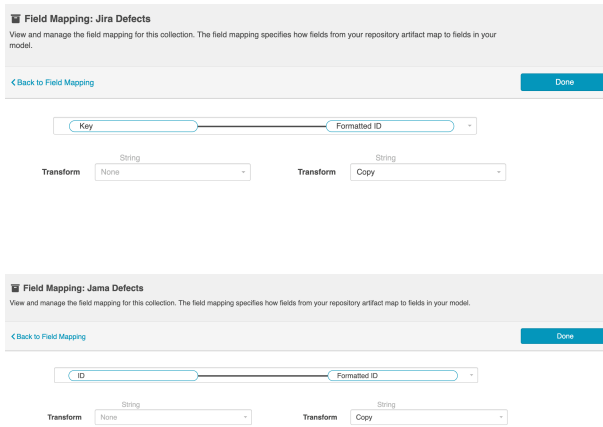 Field Mapping: Jira Defects
View and manage the field mapping for this collection. The field mapping specifies how fields from your repository artifact map to fields in your
model.
Back to Field Mapping Done
Key Formatted ID
String String
Transform None Transform Copy
Field Mapping: Jama Defects
View and manage the field mapping for this collection. The field mapping specifies how fields from your repository artifact map to fields in your model.
Back to Field Mapping Done
ID Formatted ID
String String
Transform None Transform Copy